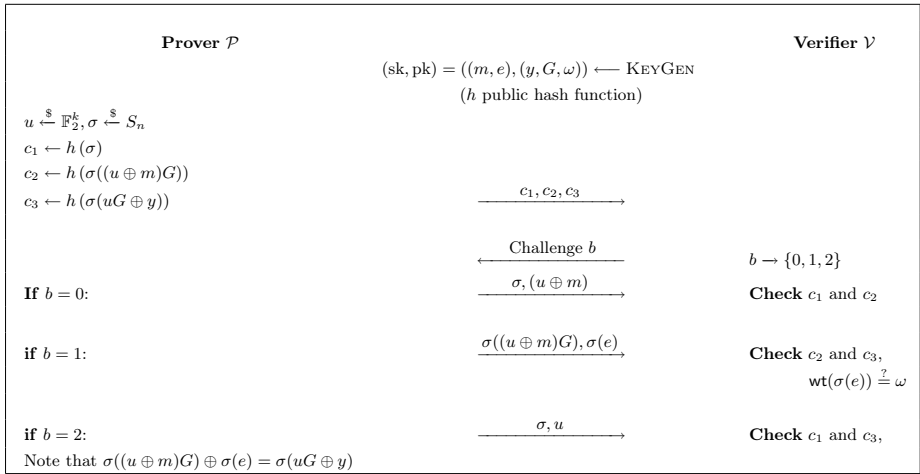 Prover 𝒫 Verifier 𝒱
(sk, pk) = ((m, e), (y, G, ω)) ⟵ KEYGEN
(h public hash function)
u ←$ 𝔽₂ᵏ, σ ←$ Sₙ
c₁ ← h (σ)
c₂ ← h (σ((u ⊕ m)G))
c₃ ← h (σ(uG ⊕ y)) c₁, c₂, c₃
Challenge b b → {0, 1, 2}
If b = 0: σ, (u ⊕ m) Check c₁ and c₂
if b = 1: σ((u ⊕ m)G), σ(e) Check c₂ and c₃,
wt(σ(e)) ≟ ω
if b = 2: σ, u Check c₁ and c₃,
Note that σ((u ⊕ m)G) ⊕ σ(e) = σ(uG ⊕ y)